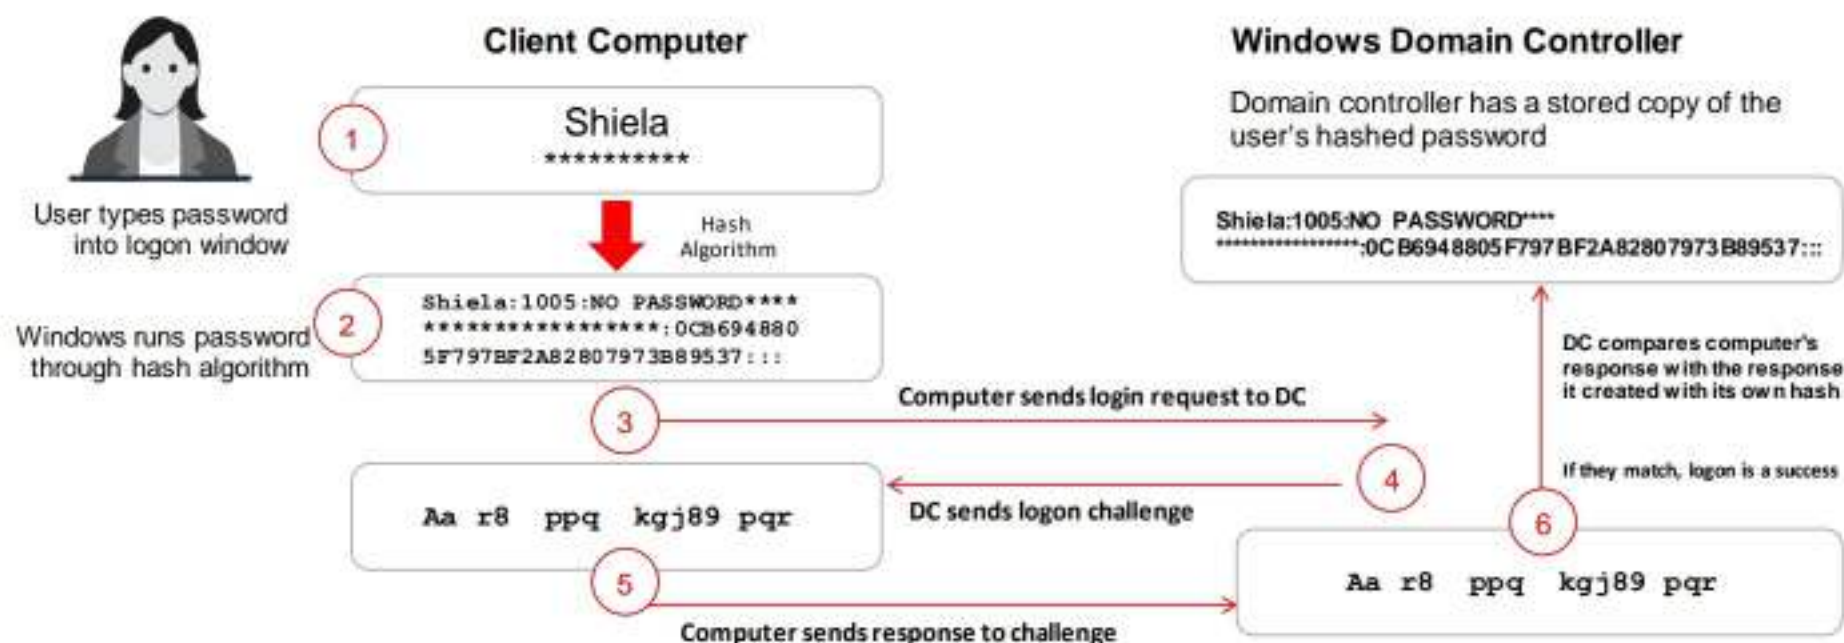 Client Computer
Windows Domain Controller
User types password
into logon window
1
Shiela
**********
Hash
Algorithm
Domain controller has a stored copy of the
user's hashed password
Shiela:1005:NO PASSWORD****
*****************:0CB6948805F797BF2A82807973B89537:::
Windows runs password
through hash algorithm
2
Shiela:1005:NO PASSWORD****
*****************:0CB694880
5F797BF2A82807973B89537:::
3
Computer sends login request to DC
DC compares computer's
response with the response
it created with its own hash
4
If they match, logon is a success
DC sends logon challenge
Aa r8 ppq kgj89 pqr
5
Computer sends response to challenge
6
Aa r8 ppq kgj89 pqr